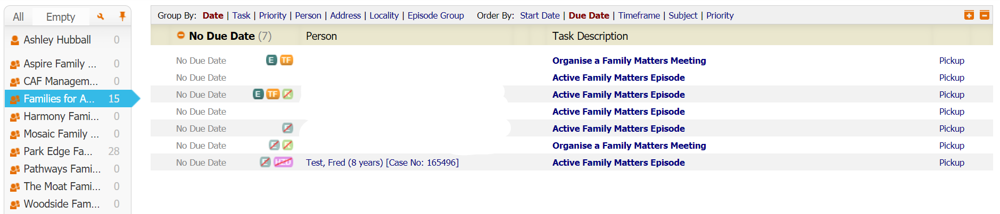 All Empty
Ashley Hubball 0
Aspire Family ... 0
CAF Managem... 0
Families for A... 15
Harmony Fami... 0
Mosaic Family ... 0
Park Edge Fa... 28
Pathways Fami... 0
The Moat Fami... 0
Woodside Fam... 0
Group By: Date | Task | Priority | Person | Address | Locality | Episode Group Order By: Start Date | Due Date | Timeframe | Subject | Priority
No Due Date (7) Person Task Description
No Due Date E TF Organise a Family Matters Meeting Pickup
No Due Date Active Family Matters Episode Pickup
No Due Date E TF Active Family Matters Episode Pickup
No Due Date Active Family Matters Episode Pickup
No Due Date E Active Family Matters Episode Pickup
No Due Date E Organise a Family Matters Meeting Pickup
No Due Date E Test, Fred (8 years) [Case No: 165496] Active Family Matters Episode Pickup